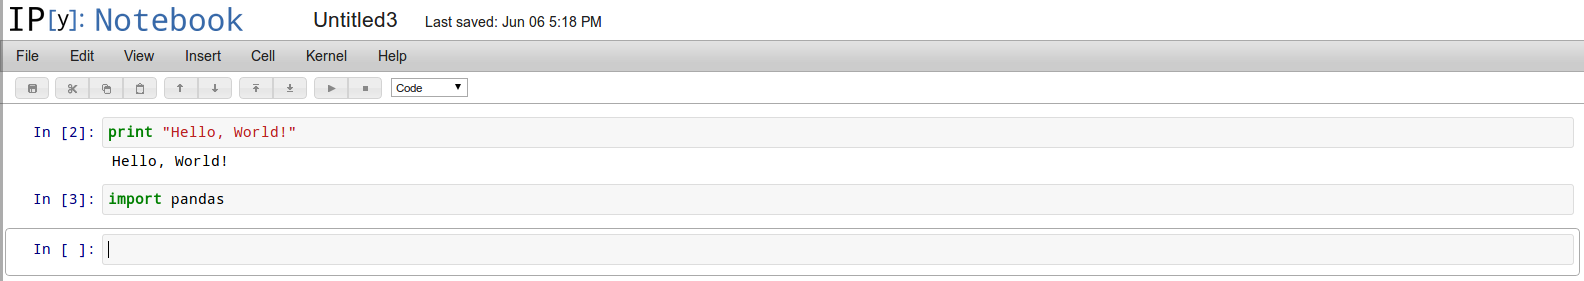 IP[y]: Notebook Untitled3 Last saved: Jun 06 5:18 PM
File Edit View Insert Cell Kernel Help
Code
In [2]: print "Hello, World!"
Hello, World!
In [3]: import pandas
In [ ]: